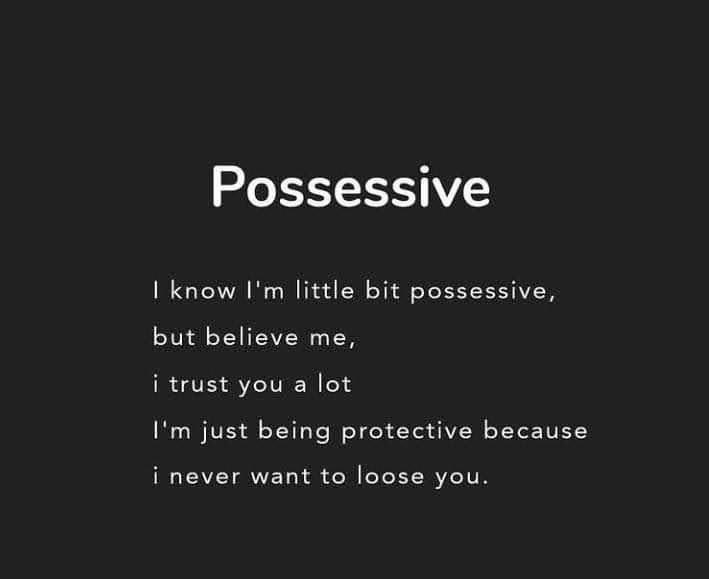 Possessive
I know I'm little bit possessive,
but believe me,
i trust you a lot
I'm just being protective because
i never want to loose you.